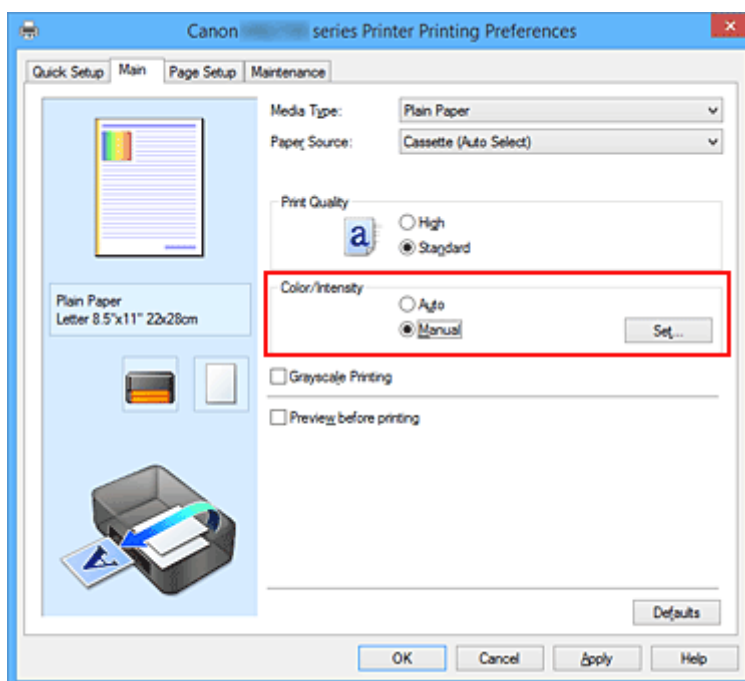 Canon series Printer Printing Preferences
Quick Setup Main Page Setup Maintenance
Media Type: Plain Paper
Paper Source: Cassette (Auto Select)
Print Quality
a
High
Standard
Color/Intensity
Auto
Manual
Set...
Plain Paper
Letter 8.5"x11" 22x28cm
Grayscale Printing
Preview before printing
A
Defaults
OK Cancel Apply Help